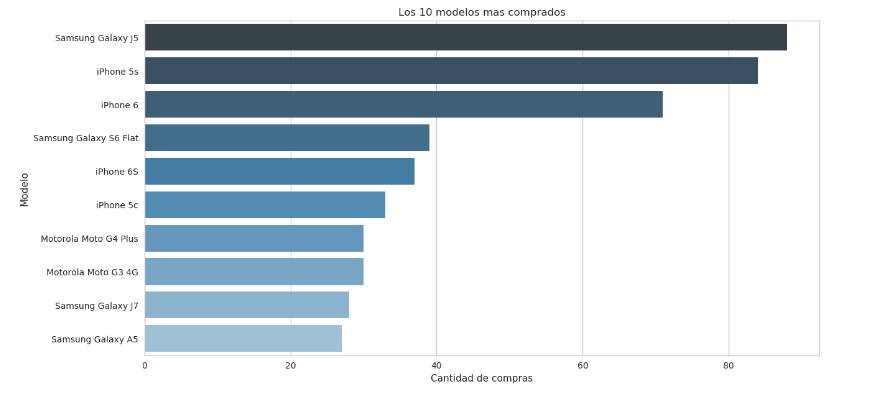 Los 10 modelos mas comprados
Samsung Galaxy J5
iPhone 5s
iPhone 6
Samsung Galaxy S6 Flat
iPhone 6S
iPhone 5c
Motorola Moto G4 Plus
Motorola Moto G3 4G
Samsung Galaxy J7
Samsung Galaxy A5
Modelo
0 20 40 60 80
Cantidad de compras